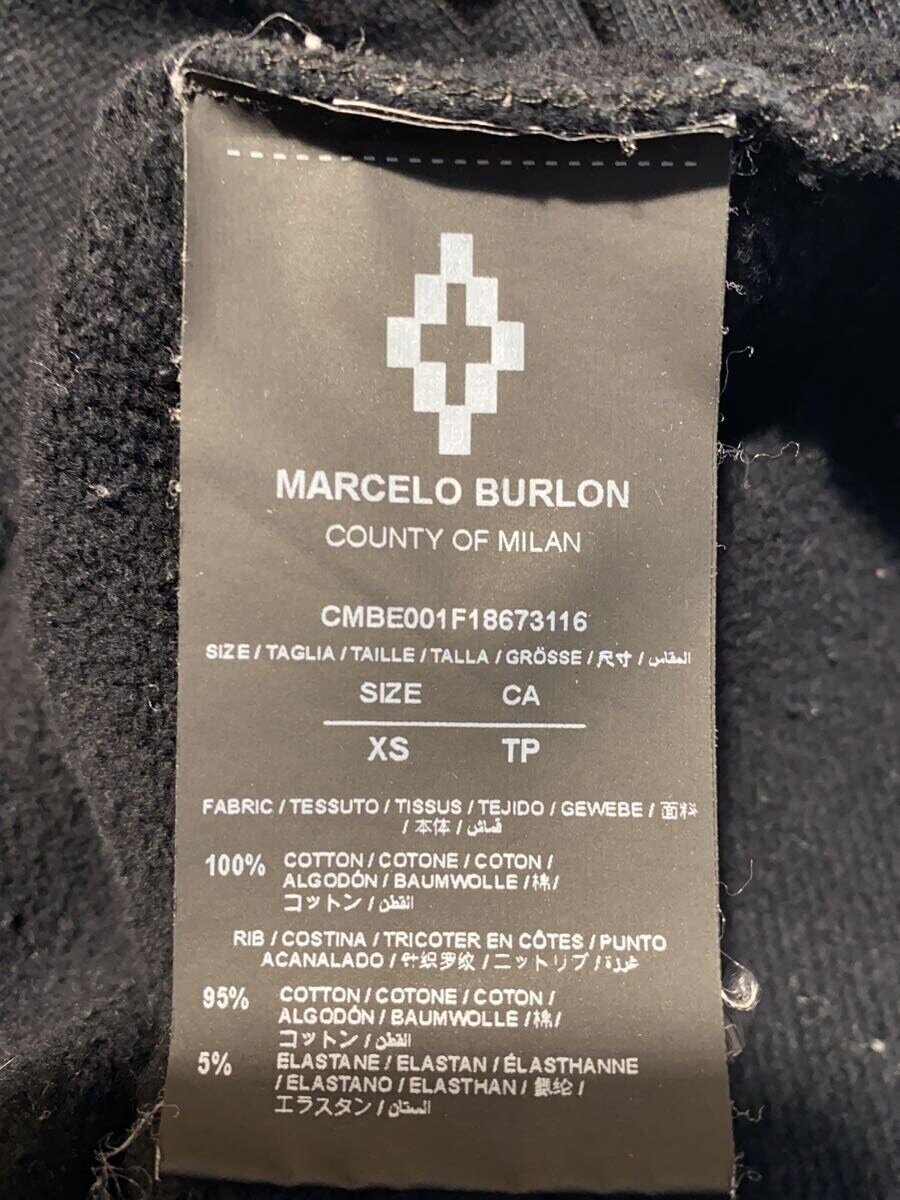 MARCELO BURLON
COUNTY OF MILAN
CMBE001F18673116
SIZE / TAGLIA / TAILLE / TALLA / GRÖSSE / 尺寸 / المقاس
SIZE CA
XS TP
FABRIC / TESSUTO / TISSUS / TEJIDO / GEWEBE / 面料
/ 本体 / قماش
100% COTTON / COTONE / COTON /
ALGODÓN / BAUMWOLLE / 棉 /
コットン / القطن
RIB / COSTINA / TRICOTER EN CÔTES / PUNTO
ACANALADO / 针织罗纹 / ニットリブ / غرزة
95% COTTON / COTONE / COTON /
ALGODÓN / BAUMWOLLE / 棉 /
コットン / القطن
5% ELASTANE / ELASTAN / ÉLASTHANNE
/ ELASTANO / ELASTHAN / 氨纶 /
エラスタン / الستان